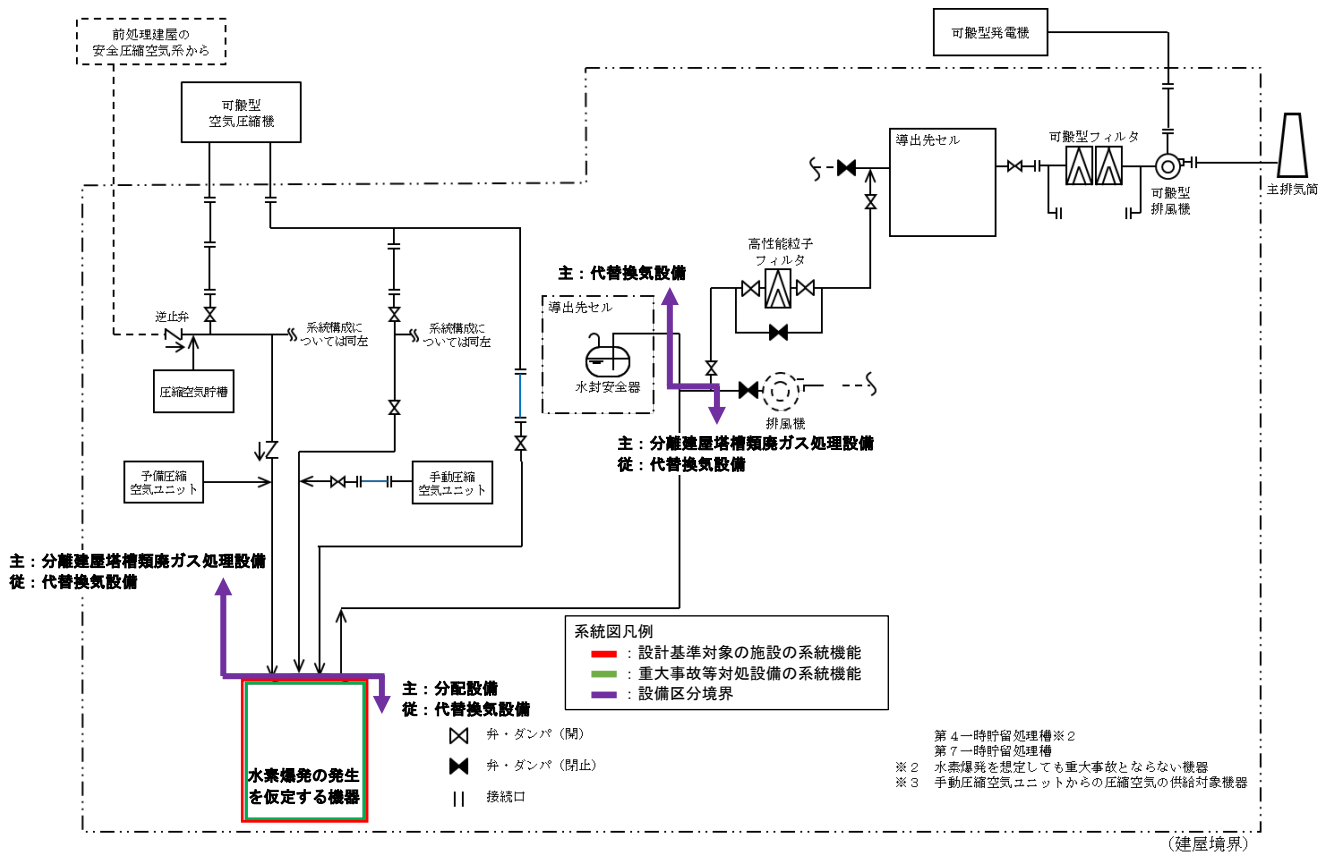 前処理建屋の
安全圧縮空気系から
可搬型発電機
可搬型
空気圧縮機
導出先セル
可搬型フィルタ
可搬型
排風機
主排気筒
高性能粒子
フィルタ
主：代替換気設備
導出先セル
水封安全器
逆止弁
系統構成に
ついては同左
系統構成に
ついては同左
圧縮空気貯槽
排風機
主：分離建屋塔槽類廃ガス処理設備
従：代替換気設備
予備圧縮
空気ユニット
手動圧縮
空気ユニット
主：分離建屋塔槽類廃ガス処理設備
従：代替換気設備
系統図凡例
：設計基準対象の施設の系統機能
：重大事故等対処設備の系統機能
：設備区分境界
主：分配設備
従：代替換気設備
弁・ダンパ（開）
弁・ダンパ（閉止）
接続口
水素爆発の発生
を仮定する機器
第４一時貯留処理槽※２
第７一時貯留処理槽
※２　水素爆発を想定しても重大事故とならない機器
※３　手動圧縮空気ユニットからの圧縮空気の供給対象機器
（建屋境界）